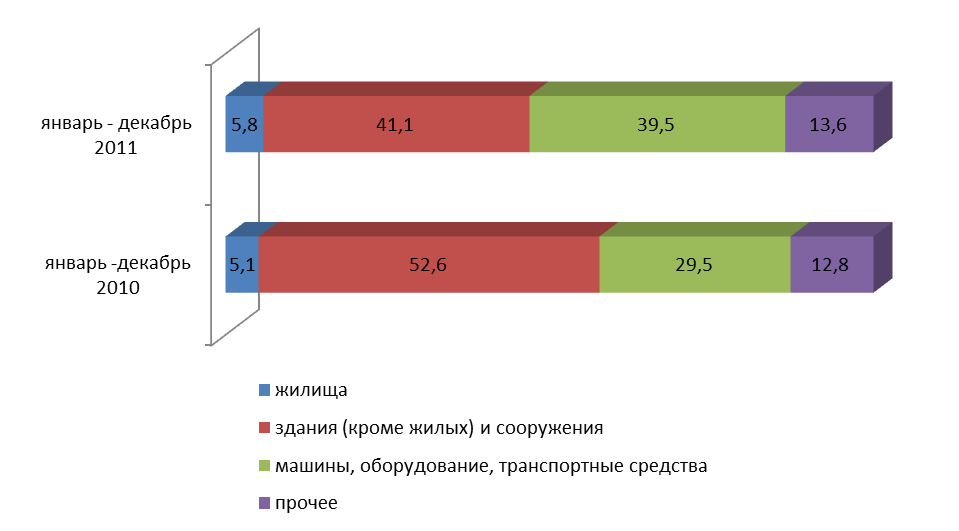 январь - декабрь
2011
5,8
41,1
39,5
13,6
январь -декабрь
2010
5,1
52,6
29,5
12,8
жилища
здания (кроме жилых) и сооружения
машины, оборудование, транспортные средства
прочее